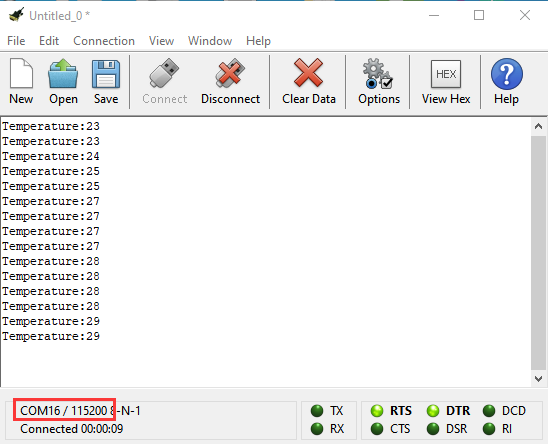 Untitled_0 *
File Edit Connection View Window Help
New Open Save Connect Disconnect Clear Data Options HEX View Hex ? Help
Temperature:23
Temperature:23
Temperature:24
Temperature:25
Temperature:25
Temperature:27
Temperature:27
Temperature:27
Temperature:27
Temperature:28
Temperature:28
Temperature:28
Temperature:28
Temperature:29
Temperature:29
COM16 / 115200 8-N-1 TX RTS DTR DCD
Connected 00:00:09 RX CTS DSR RI